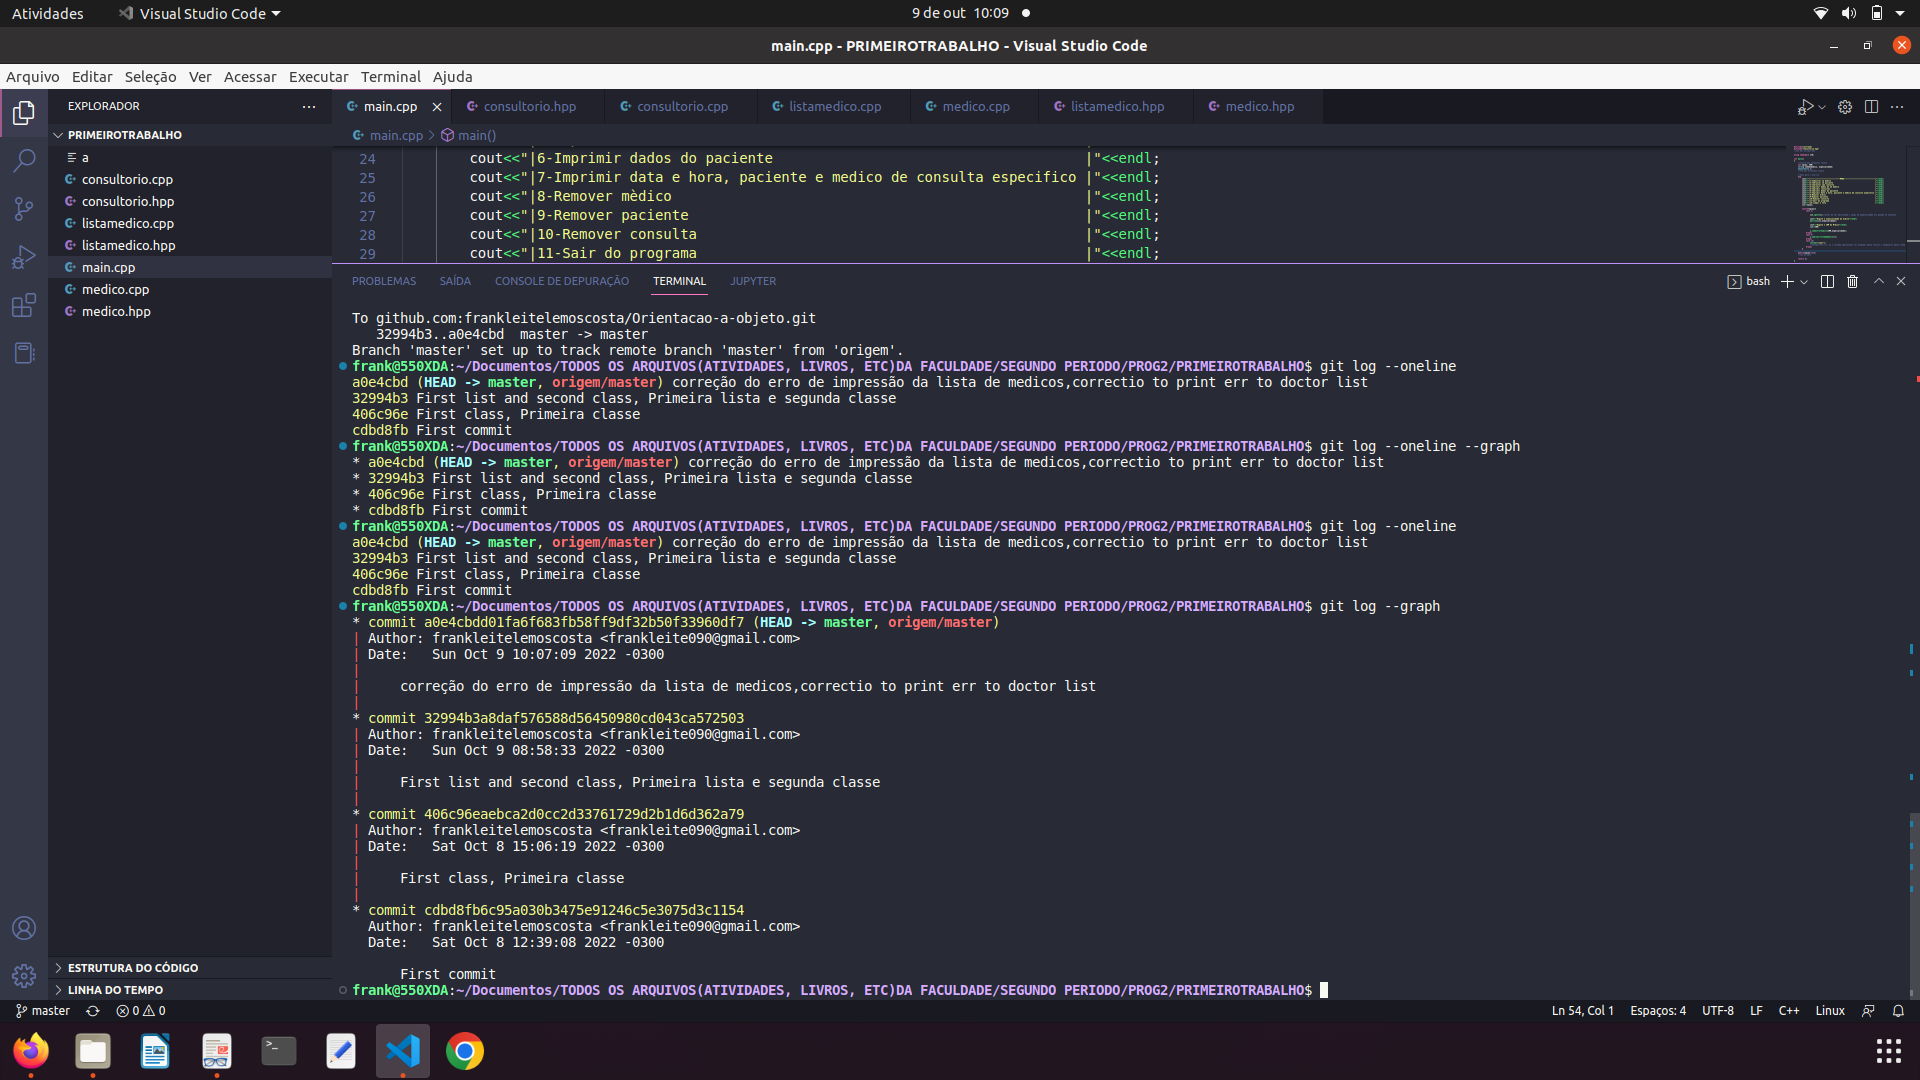 Atividades
Visual Studio Code
9 de out 10:09
main.cpp - PRIMEIROTRABALHO - Visual Studio Code
Arquivo Editar Seleção Ver Acessar Executar Terminal Ajuda
EXPLORADOR
PRIMEIROTRABALHO
a
consultorio.cpp
consultorio.hpp
listamedico.cpp
listamedico.hpp
main.cpp
medico.cpp
medico.hpp
ESTRUTURA DO CÓDIGO
LINHA DO TEMPO
main.cpp consultorio.hpp consultorio.cpp listamedico.cpp medico.cpp listamedico.hpp medico.hpp
main.cpp > main()
24 cout<<"|6-Imprimir dados do paciente |"<<endl;
25 cout<<"|7-Imprimir data e hora, paciente e medico de consulta especifico |"<<endl;
26 cout<<"|8-Remover mèdico |"<<endl;
27 cout<<"|9-Remover paciente |"<<endl;
28 cout<<"|10-Remover consulta |"<<endl;
29 cout<<"|11-Sair do programa |"<<endl;
PROBLEMAS SAÍDA CONSOLE DE DEPURAÇÃO TERMINAL JUPYTER
bash
To github.com:frankleitelemoscosta/Orientacao-a-objeto.git
32994b3..a0e4cbd master -> master
Branch 'master' set up to track remote branch 'master' from 'origem'.
frank@550XDA:~/Documentos/TODOS OS ARQUIVOS(ATIVIDADES, LIVROS, ETC)DA FACULDADE/SEGUNDO PERIODO/PROG2/PRIMEIROTRABALHO$ git log --oneline
a0e4cbd (HEAD -> master, origem/master) correção do erro de impressão da lista de medicos,correctio to print err to doctor list
32994b3 First list and second class, Primeira lista e segunda classe
406c96e First class, Primeira classe
cdbd8fb First commit
frank@550XDA:~/Documentos/TODOS OS ARQUIVOS(ATIVIDADES, LIVROS, ETC)DA FACULDADE/SEGUNDO PERIODO/PROG2/PRIMEIROTRABALHO$ git log --oneline --graph
* a0e4cbd (HEAD -> master, origem/master) correção do erro de impressão da lista de medicos,correctio to print err to doctor list
* 32994b3 First list and second class, Primeira lista e segunda classe
* 406c96e First class, Primeira classe
* cdbd8fb First commit
frank@550XDA:~/Documentos/TODOS OS ARQUIVOS(ATIVIDADES, LIVROS, ETC)DA FACULDADE/SEGUNDO PERIODO/PROG2/PRIMEIROTRABALHO$ git log --oneline
a0e4cbd (HEAD -> master, origem/master) correção do erro de impressão da lista de medicos,correctio to print err to doctor list
32994b3 First list and second class, Primeira lista e segunda classe
406c96e First class, Primeira classe
cdbd8fb First commit
frank@550XDA:~/Documentos/TODOS OS ARQUIVOS(ATIVIDADES, LIVROS, ETC)DA FACULDADE/SEGUNDO PERIODO/PROG2/PRIMEIROTRABALHO$ git log --graph
* commit a0e4cbdd01fa6f683fb58ff9df32b50f33960df7 (HEAD -> master, origem/master)
| Author: frankleitelemoscosta <frankleite090@gmail.com>
| Date: Sun Oct 9 10:07:09 2022 -0300
|
| correção do erro de impressão da lista de medicos,correctio to print err to doctor list
|
* commit 32994b3a8daf576588d56450980cd043ca572503
| Author: frankleitelemoscosta <frankleite090@gmail.com>
| Date: Sun Oct 9 08:58:33 2022 -0300
|
| First list and second class, Primeira lista e segunda classe
|
* commit 406c96eaebca2d0cc2d33761729d2b1d6d362a79
| Author: frankleitelemoscosta <frankleite090@gmail.com>
| Date: Sat Oct 8 15:06:19 2022 -0300
|
| First class, Primeira classe
|
* commit cdbd8fb6c95a030b3475e91246c5e3075d3c1154
Author: frankleitelemoscosta <frankleite090@gmail.com>
Date: Sat Oct 8 12:39:08 2022 -0300
First commit
frank@550XDA:~/Documentos/TODOS OS ARQUIVOS(ATIVIDADES, LIVROS, ETC)DA FACULDADE/SEGUNDO PERIODO/PROG2/PRIMEIROTRABALHO$
master 0 0
Ln 54, Col 1 Espaços: 4 UTF-8 LF C++ Linux